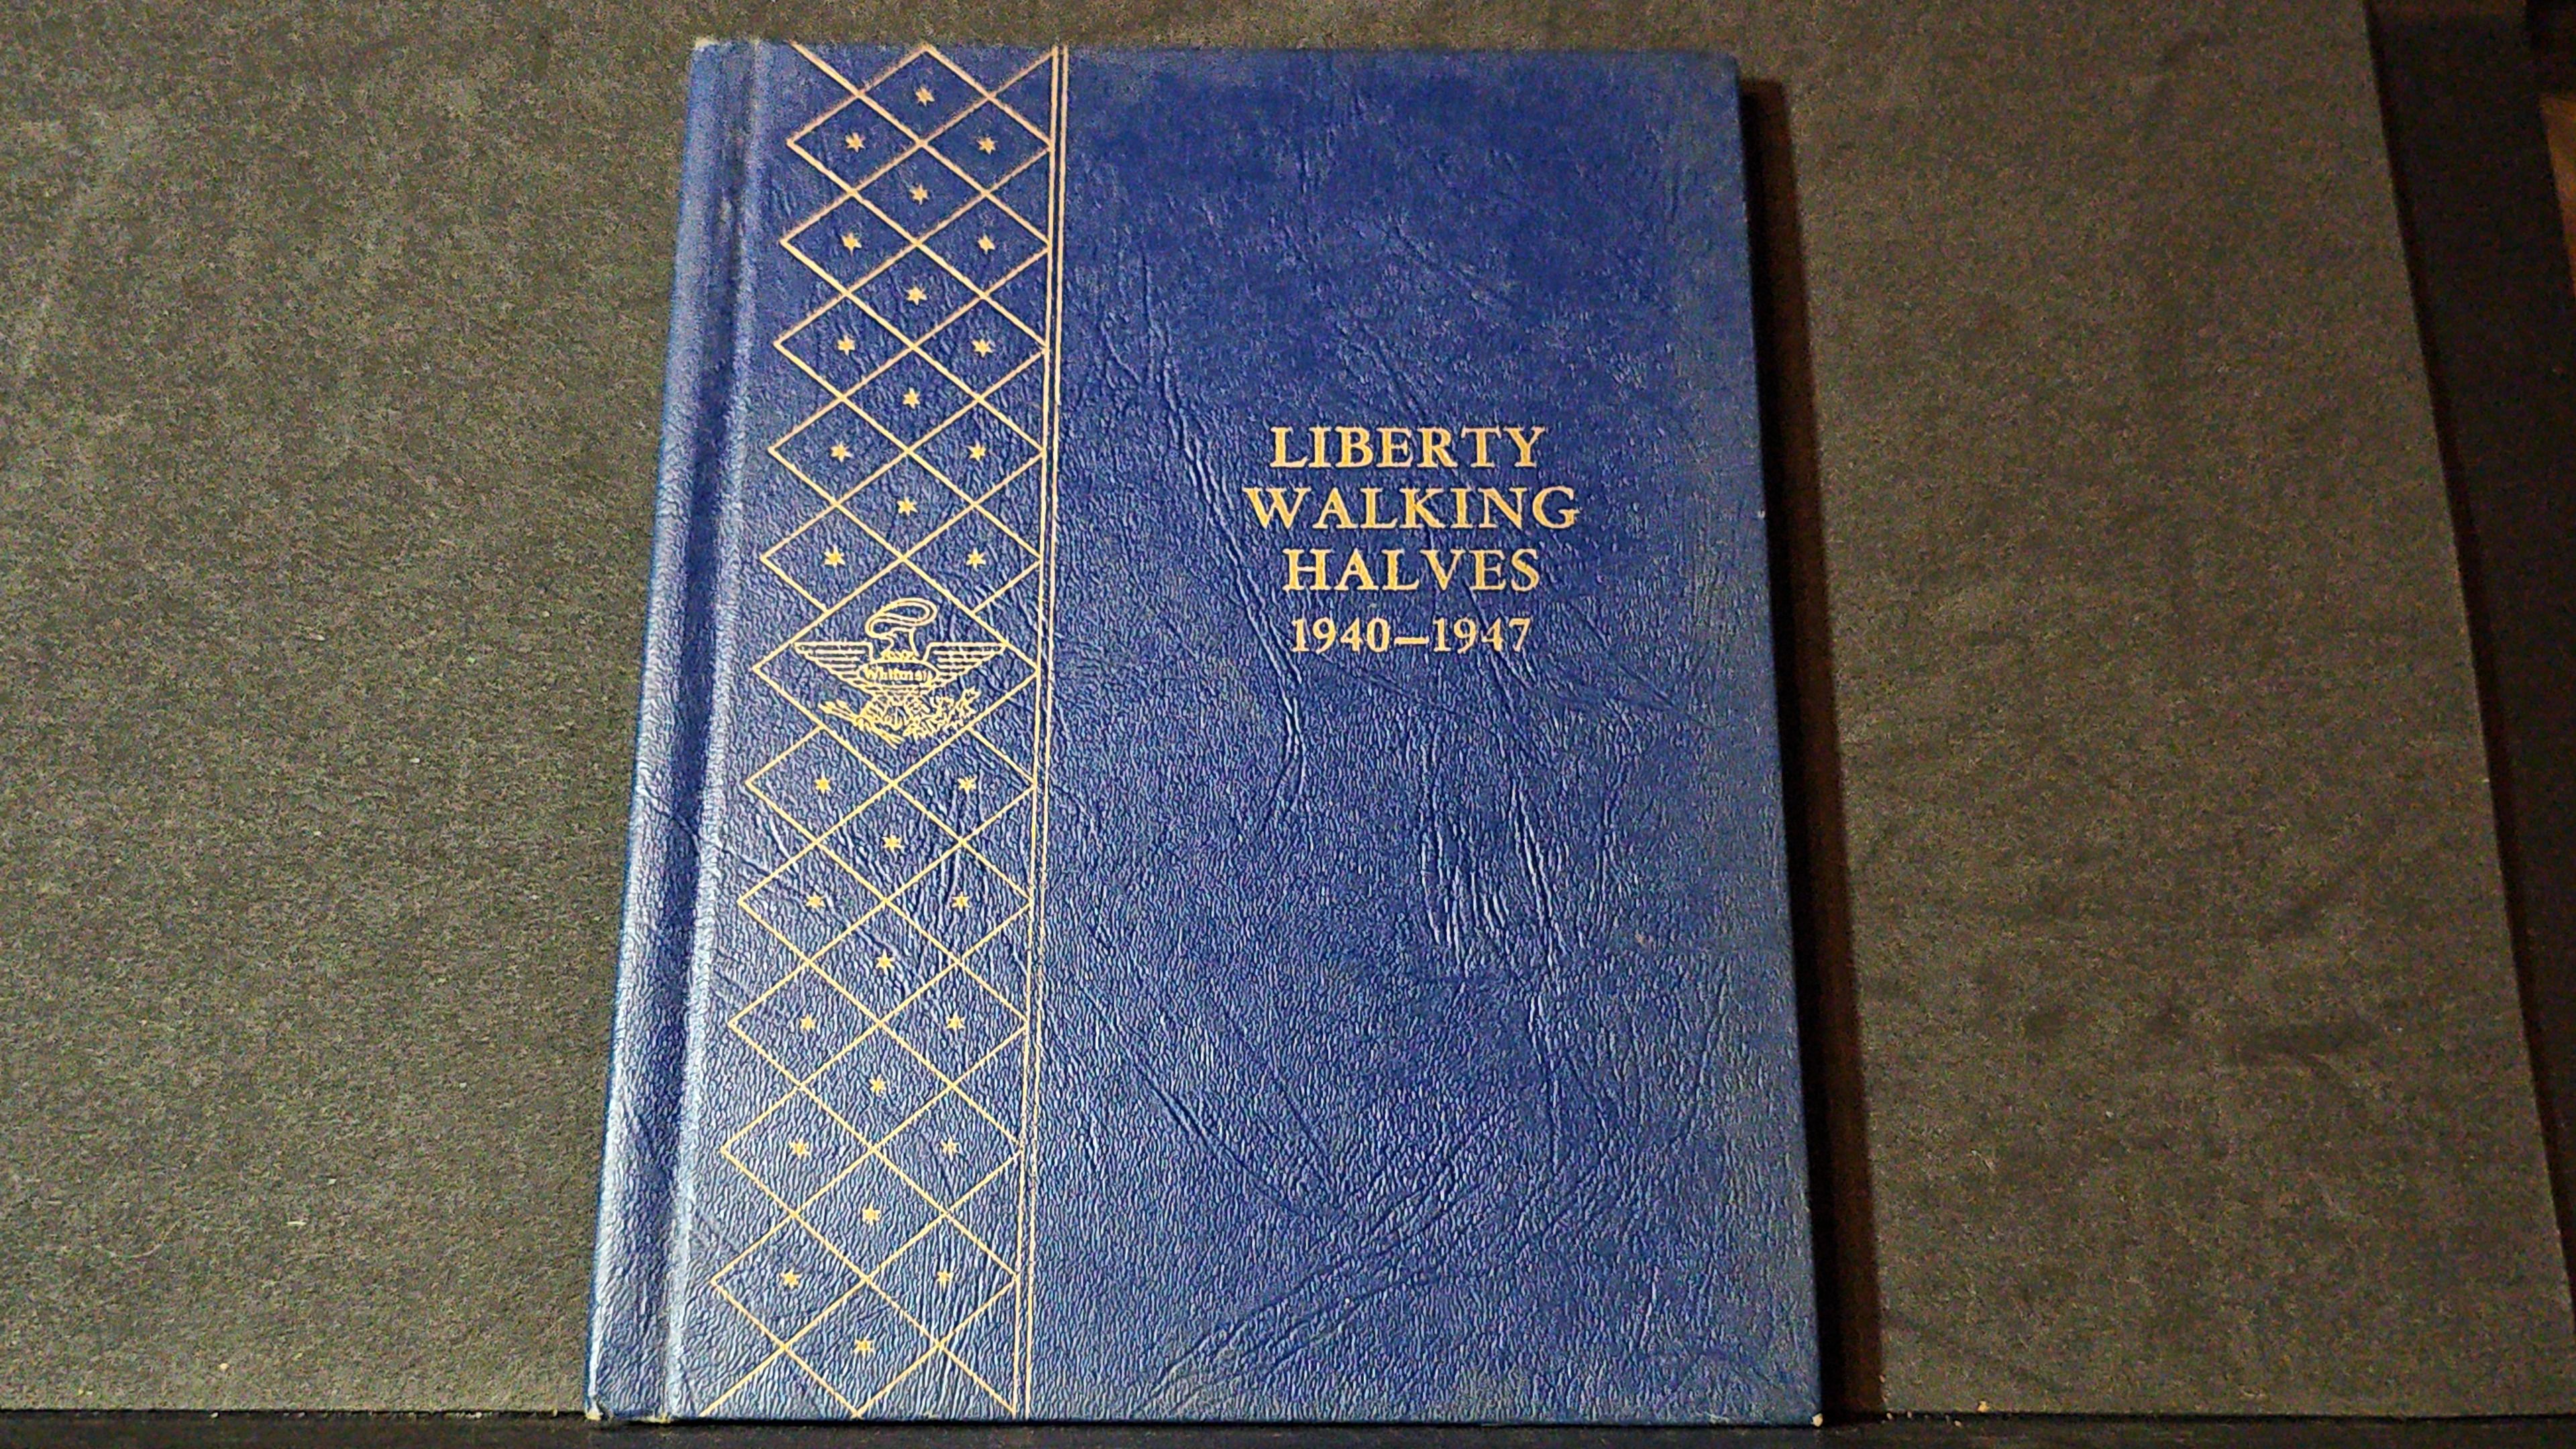 LIBERTY
WALKING
HALVES
1940–1947
Whitman